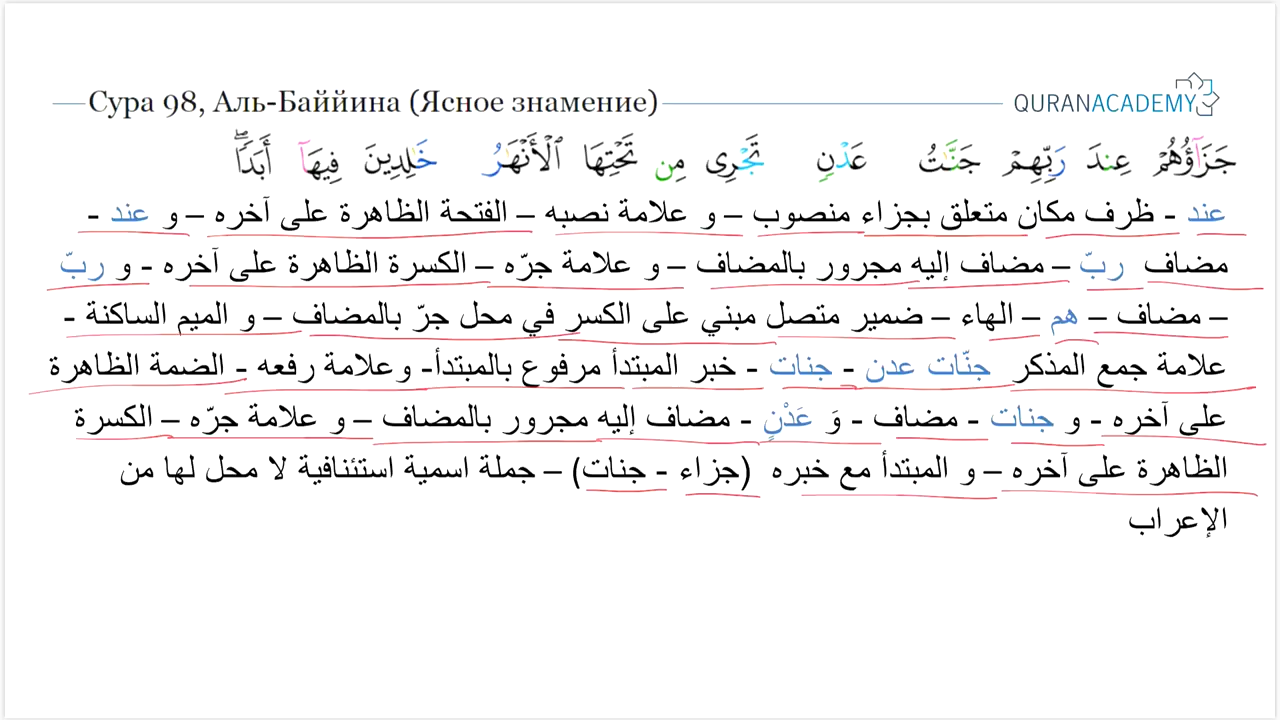 Сура 98, Аль-Баййина (Ясное знамение)
QURANACADEMY
جَزَآؤُهُمْ عِندَ رَبِّهِمْ جَنَّٰتُ عَدْنٍ تَجْرِى مِن تَحْتِهَا ٱلْأَنْهَٰرُ خَٰلِدِينَ فِيهَآ أَبَدًا ۖ
عند - ظرف مكان متعلق بجزاء منصوب – و علامة نصبه – الفتحة الظاهرة على آخره – و عند -
مضاف ربّ – مضاف إليه مجرور بالمضاف – و علامة جرّه – الكسرة الظاهرة على آخره - و ربّ
– مضاف – هم – الهاء – ضمير متصل مبني على الكسر في محل جرّ بالمضاف – و الميم الساكنة -
علامة جمع المذكر جنّات عدن - جنات - خبر المبتدأ مرفوع بالمبتدأ- وعلامة رفعه - الضمة الظاهرة
على آخره - و جنات - مضاف - وَ عَدْنٍ - مضاف إليه مجرور بالمضاف – و علامة جرّه – الكسرة
الظاهرة على آخره – و المبتدأ مع خبره (جزاء - جنات) – جملة اسمية استئنافية لا محل لها من
الإعراب